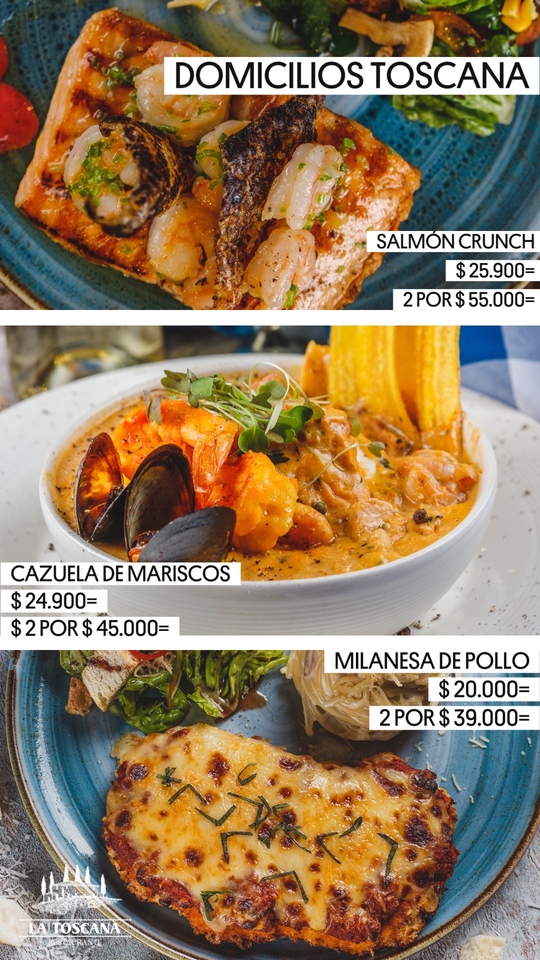 DOMICILIOS TOSCANA
SALMÓN CRUNCH
$ 25.900=
2 POR $ 55.000=
CAZUELA DE MARISCOS
$ 24.900=
$ 2 POR $ 45.000=
MILANESA DE POLLO
$ 20.000=
2 POR $ 39.000=
LA TOSCANA
RESTAURANTE